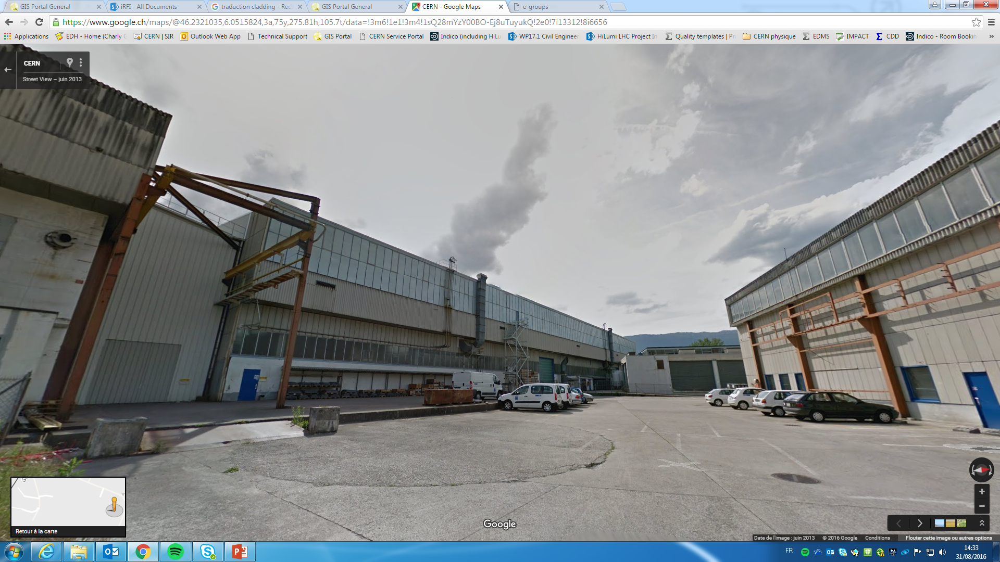 GIS Portal General
iRFI - All Documents
traduction cladding - Rec
GIS Portal General
CERN - Google Maps
e-groups
https://www.google.ch/maps/@46.2321035,6.0515824,3a,75y,275.81h,105.7t/data=!3m6!1e1!3m4!1sQ28mYzY00BO-Ej8uTuyukQ!2e0!7i13312!8i6656
Applications
EDH - Home (Charly
CERN | SIR
Outlook Web App
Technical Support
GIS Portal
CERN Service Portal
Indico (including HiLu
WP17.1 Civil Engineer
HiLumi LHC Project In
Quality templates | Pr
CERN physique
EDMS
IMPACT
CDD
Indico - Room Bookin
CERN
Street View – juin 2013
Retour à la carte
Google
Date de l'image : juin 2013 © 2016 Google Conditions Flouter cette image ou autres options
FR
14:33
31/08/2016